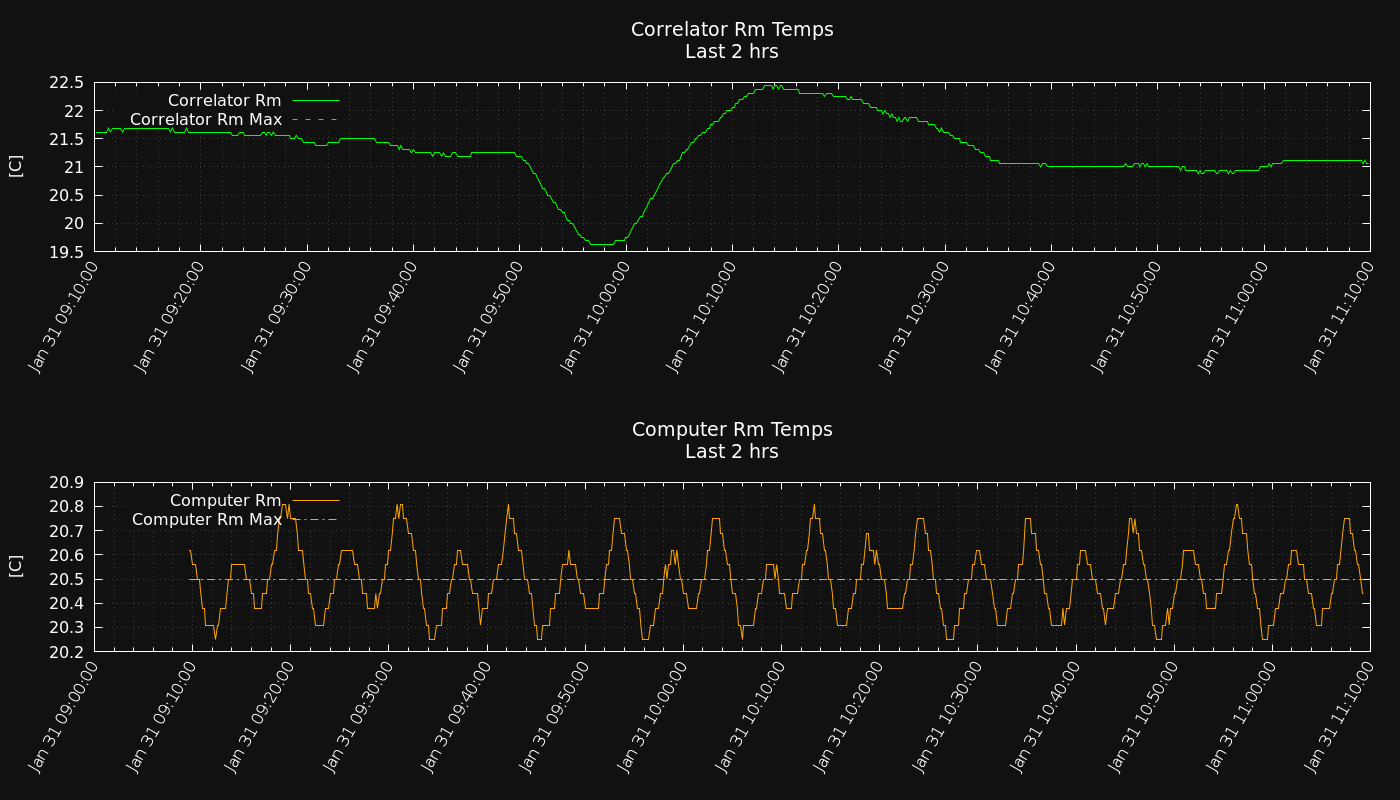 Correlator Rm Temps
Last 2 hrs
Correlator Rm
Correlator Rm Max
[C]
22.5
22
21.5
21
20.5
20
19.5
Jan 31 09:10:00
Jan 31 09:20:00
Jan 31 09:30:00
Jan 31 09:40:00
Jan 31 09:50:00
Jan 31 10:00:00
Jan 31 10:10:00
Jan 31 10:20:00
Jan 31 10:30:00
Jan 31 10:40:00
Jan 31 10:50:00
Jan 31 11:00:00
Jan 31 11:10:00
Computer Rm Temps
Last 2 hrs
Computer Rm
Computer Rm Max
[C]
20.9
20.8
20.7
20.6
20.5
20.4
20.3
20.2
Jan 31 09:00:00
Jan 31 09:10:00
Jan 31 09:20:00
Jan 31 09:30:00
Jan 31 09:40:00
Jan 31 09:50:00
Jan 31 10:00:00
Jan 31 10:10:00
Jan 31 10:20:00
Jan 31 10:30:00
Jan 31 10:40:00
Jan 31 10:50:00
Jan 31 11:00:00
Jan 31 11:10:00